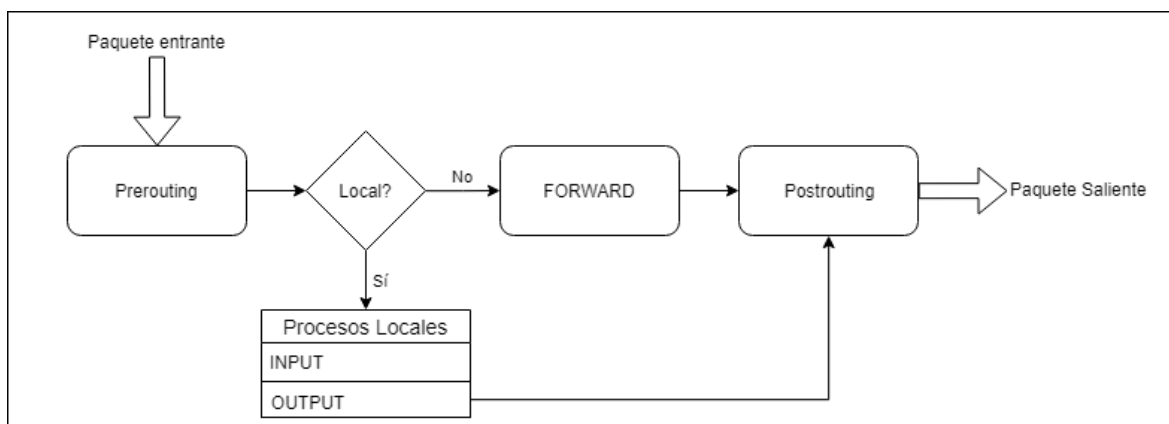 Paquete entrante
Prerouting
Local?
No
FORWARD
Postrouting
Paquete Saliente
Sí
Procesos Locales
INPUT
OUTPUT